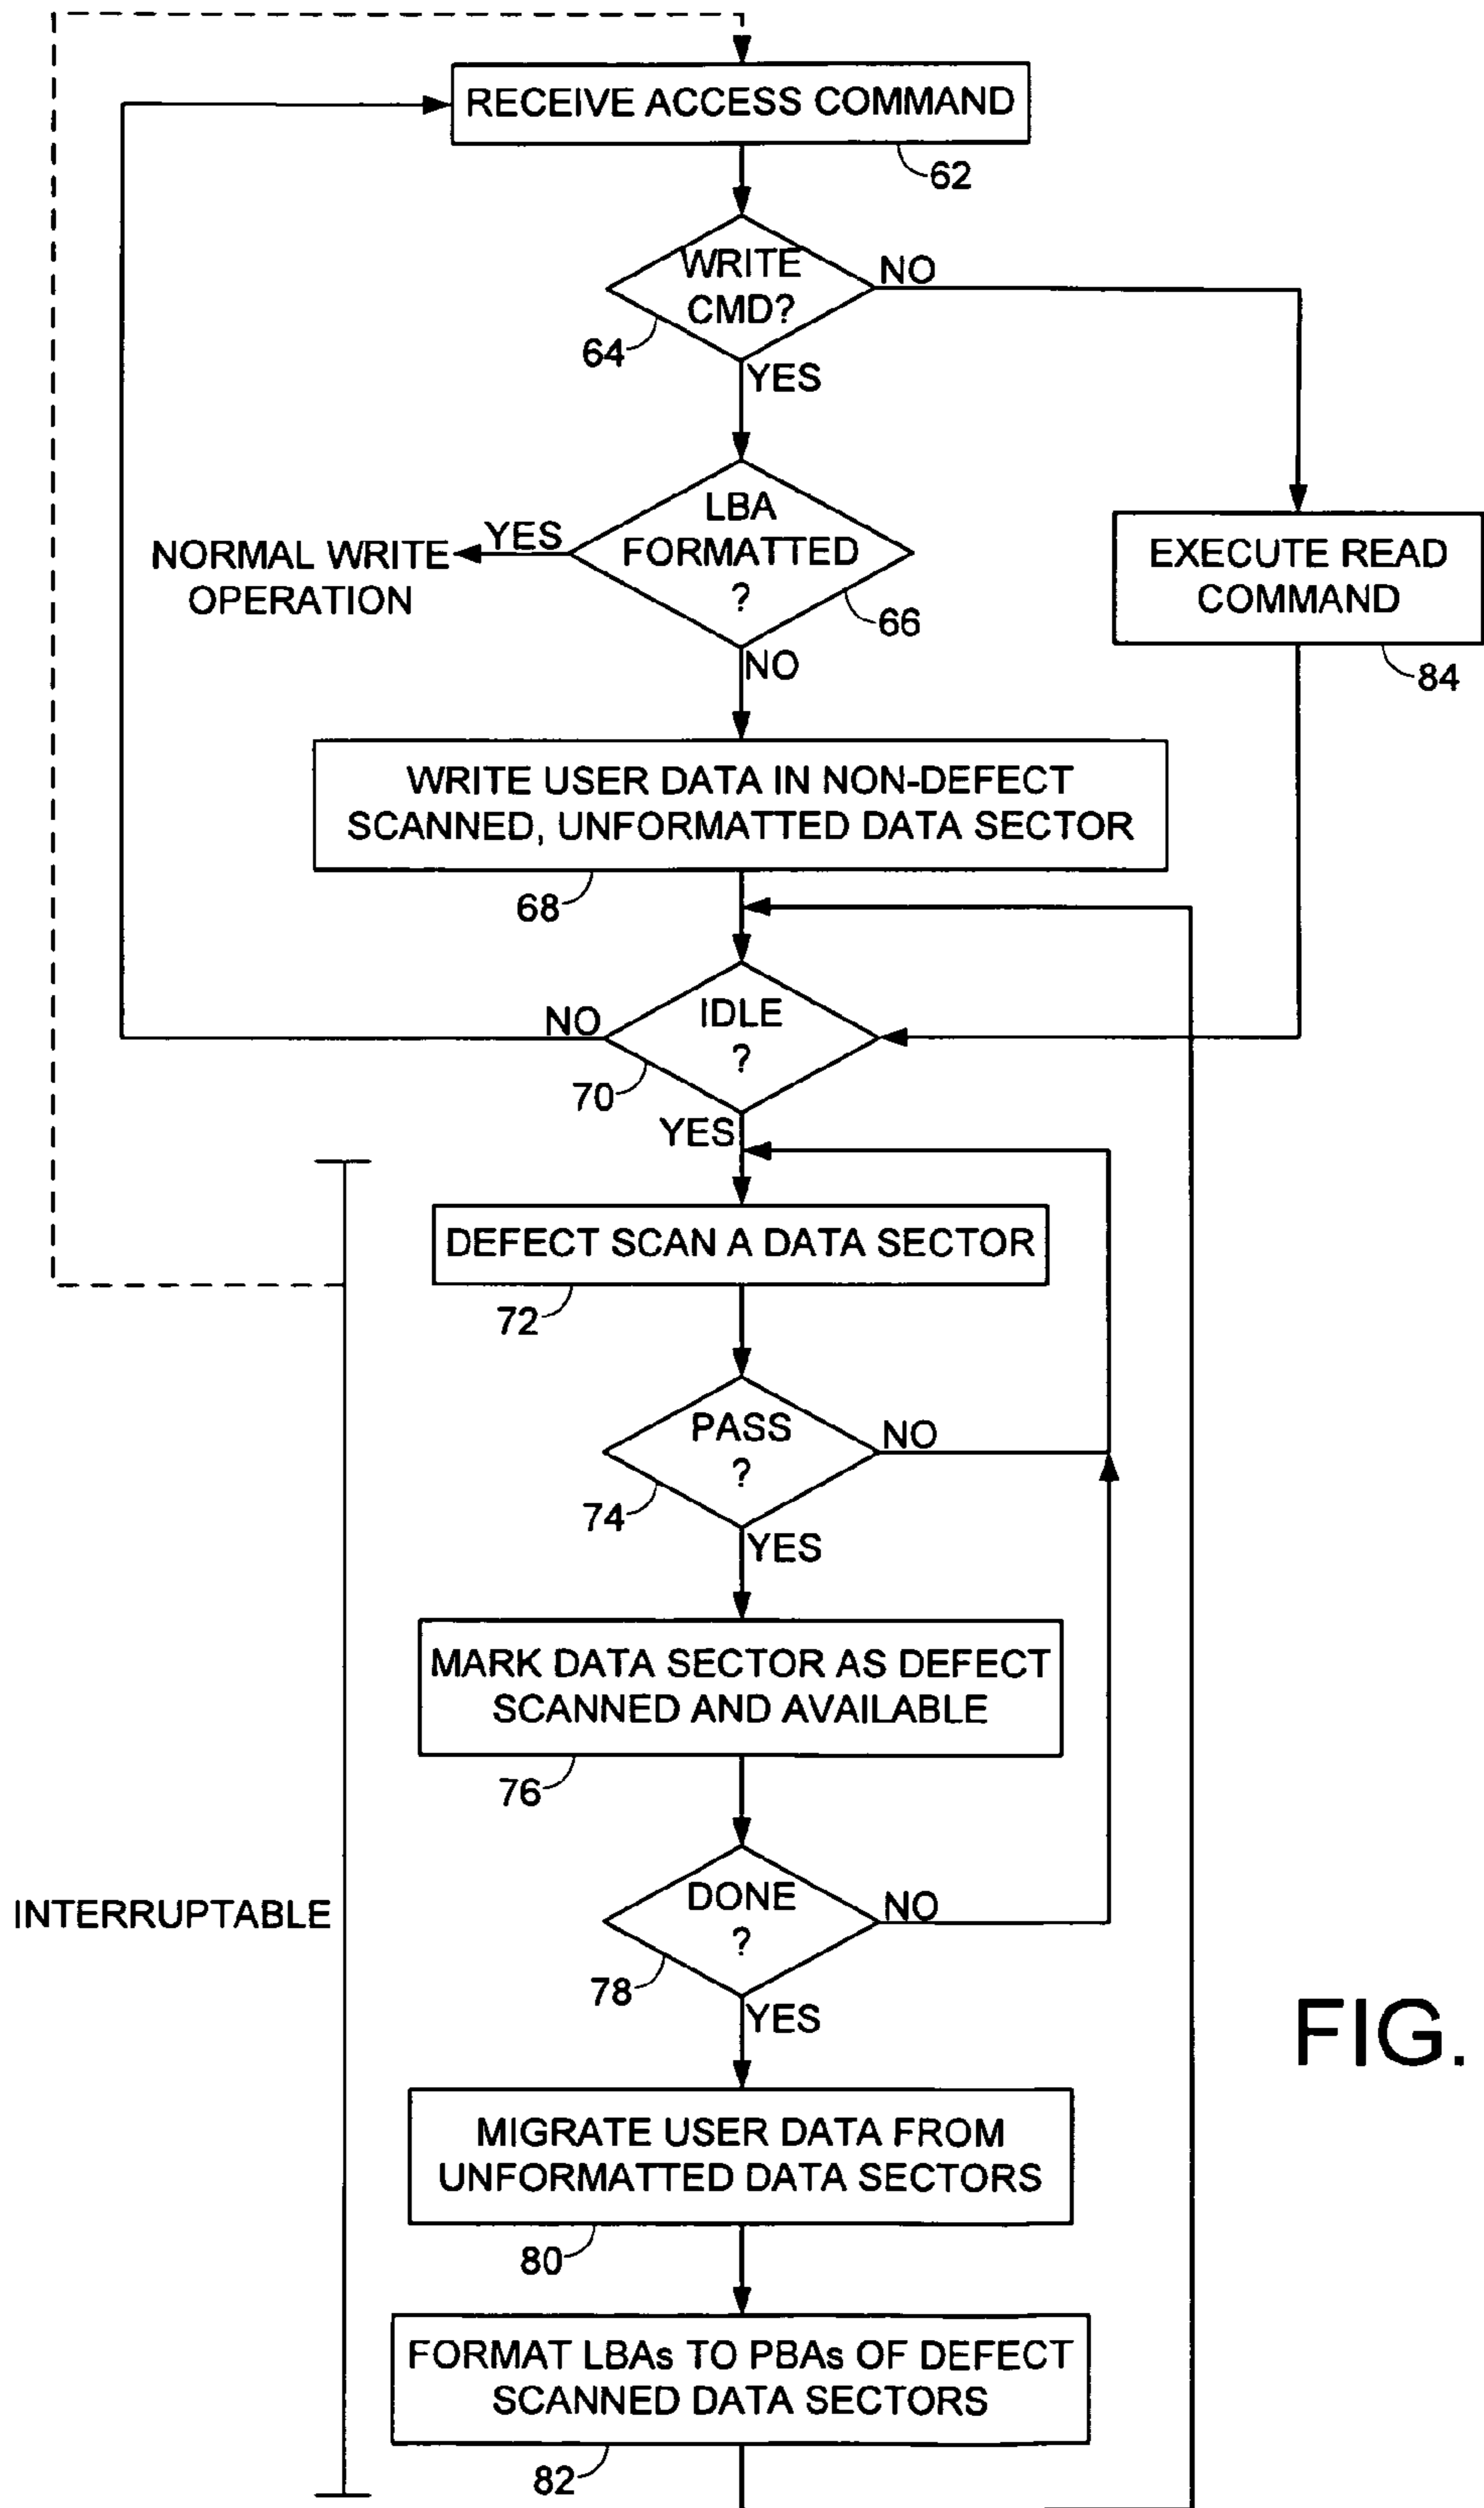 RECEIVE ACCESS COMMAND
62
WRITE
CMD?
NO
64
YES
LBA
FORMATTED
?
YES
NORMAL WRITE
OPERATION
66
NO
EXECUTE READ
COMMAND
84
WRITE USER DATA IN NON-DEFECT
SCANNED, UNFORMATTED DATA SECTOR
68
IDLE
?
NO
70
YES
DEFECT SCAN A DATA SECTOR
72
PASS
?
NO
74
YES
MARK DATA SECTOR AS DEFECT
SCANNED AND AVAILABLE
76
INTERRUPTABLE
DONE
?
NO
78
YES
FIG.
MIGRATE USER DATA FROM
UNFORMATTED DATA SECTORS
80
FORMAT LBAs TO PBAs OF DEFECT
SCANNED DATA SECTORS
82